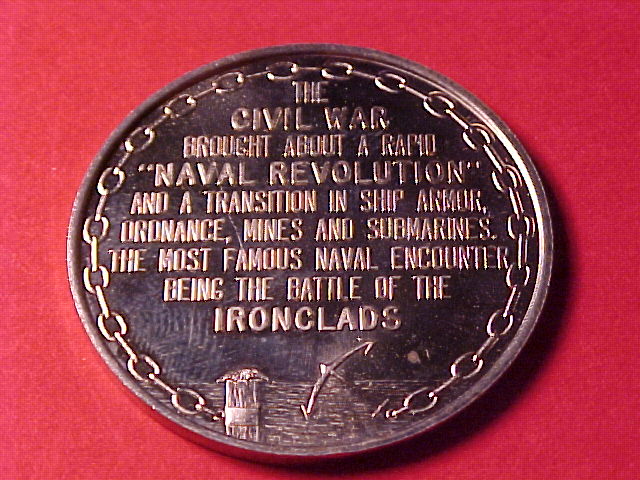 THE
CIVIL WAR
BROUGHT ABOUT A RAPID
"NAVAL REVOLUTION"
AND A TRANSITION IN SHIP ARMOR,
ORDNANCE, MINES AND SUBMARINES.
THE MOST FAMOUS NAVAL ENCOUNTER
BEING THE BATTLE OF THE
IRONCLADS